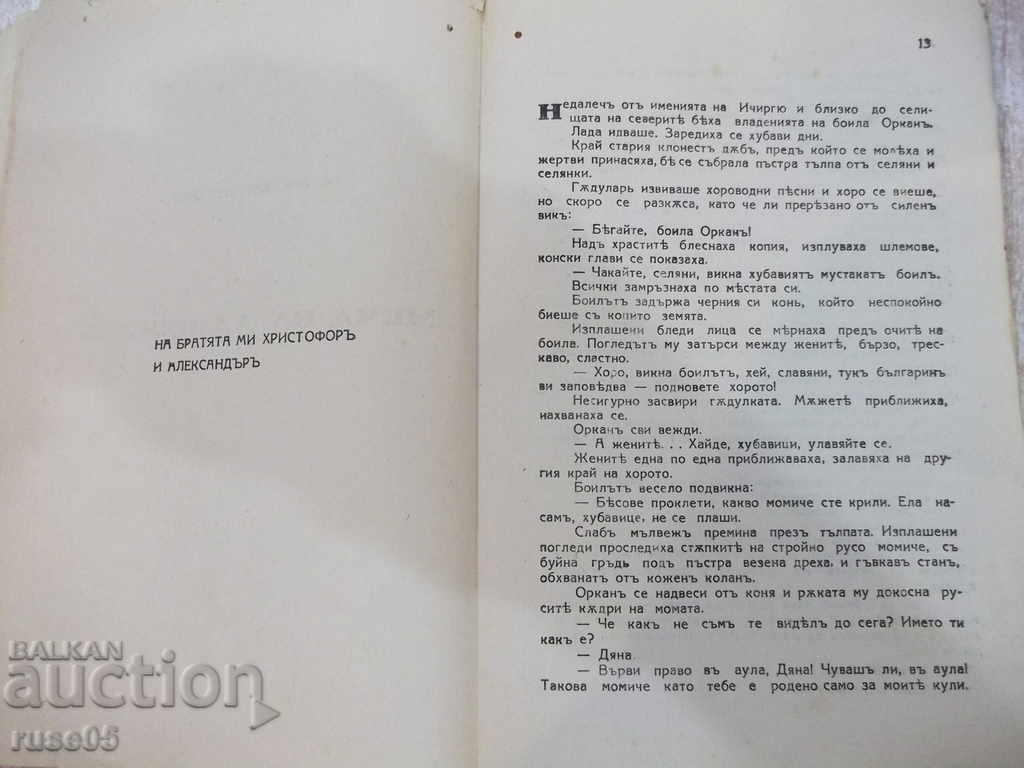 НА БРАТЯТА МИ ХРИСТОФОРЪ
И АЛЕКСАНДЪРЪ
13
Недалечъ отъ именията на Ичиргю и близко до сели-
щата на северитѣ бѣха владенията на боила Орканъ.
Лада идваше. Заредиха се хубави дни.
Край стария клонестъ дѫбъ, предъ който се молѣха и
жертви принасяха, бѣ се събрала пъстра тълпа отъ селяни и
селянки.
Гѫдуларь извиваше хороводни пѣсни и хоро се виеше,
но скоро се разкѫса, като че ли прерѣзано отъ силенъ
викъ:
— Бѣгайте, боила Орканъ!
Надъ храститѣ блеснаха копия, изплуваха шлемове,
конски глави се показаха.
— Чакайте, селяни, викна хубавиятъ мустакатъ боилъ.
Всички замръзнаха по мѣстата си.
Боилътъ задържа черния си конь, който неспокойно
биеше съ копито земята.
Изплашени бледи лица се мѣрнаха предъ очитѣ на
боила. Погледътъ му затърси между женитѣ, бързо, трес-
каво, сластно.
— Хоро, викна боилътъ, хей, славяни, тукъ българинъ
ви заповѣдва — подновете хорото!
Несигурно засвири гѫдулката. Мѫжетѣ приближиха,
нахванаха се.
Орканъ сви вежди.
— А женитѣ. . . Хайде, хубавици, улавяйте се.
Женитѣ една по една приближаваха, залавяха на дру-
гия край на хорото.
Боилътъ весело подвикна:
— Бѣсове проклети, какво момиче сте крили. Ела на-
самъ, хубавице, не се плаши.
Слабъ мълвежъ премина презъ тълпата. Изплашени
погледи проследиха стѫпкитѣ на стройно русо момиче, съ
буйна гръдь подъ пъстра везена дреха, и гъвкавъ станъ,
обхванатъ отъ коженъ коланъ.
Орканъ се надвеси отъ коня и рѫката му докосна ру-
ситѣ кѫдри на момата.
— Че какъ не съмъ те видѣлъ до сега? Името ти
какъ е?
— Дяна.
— Върви право въ аула, Дяна! Чувашъ ли, въ аула!
Такова момиче като тебе е родено само за моитѣ кули.
BALKAN
auction
ruse05